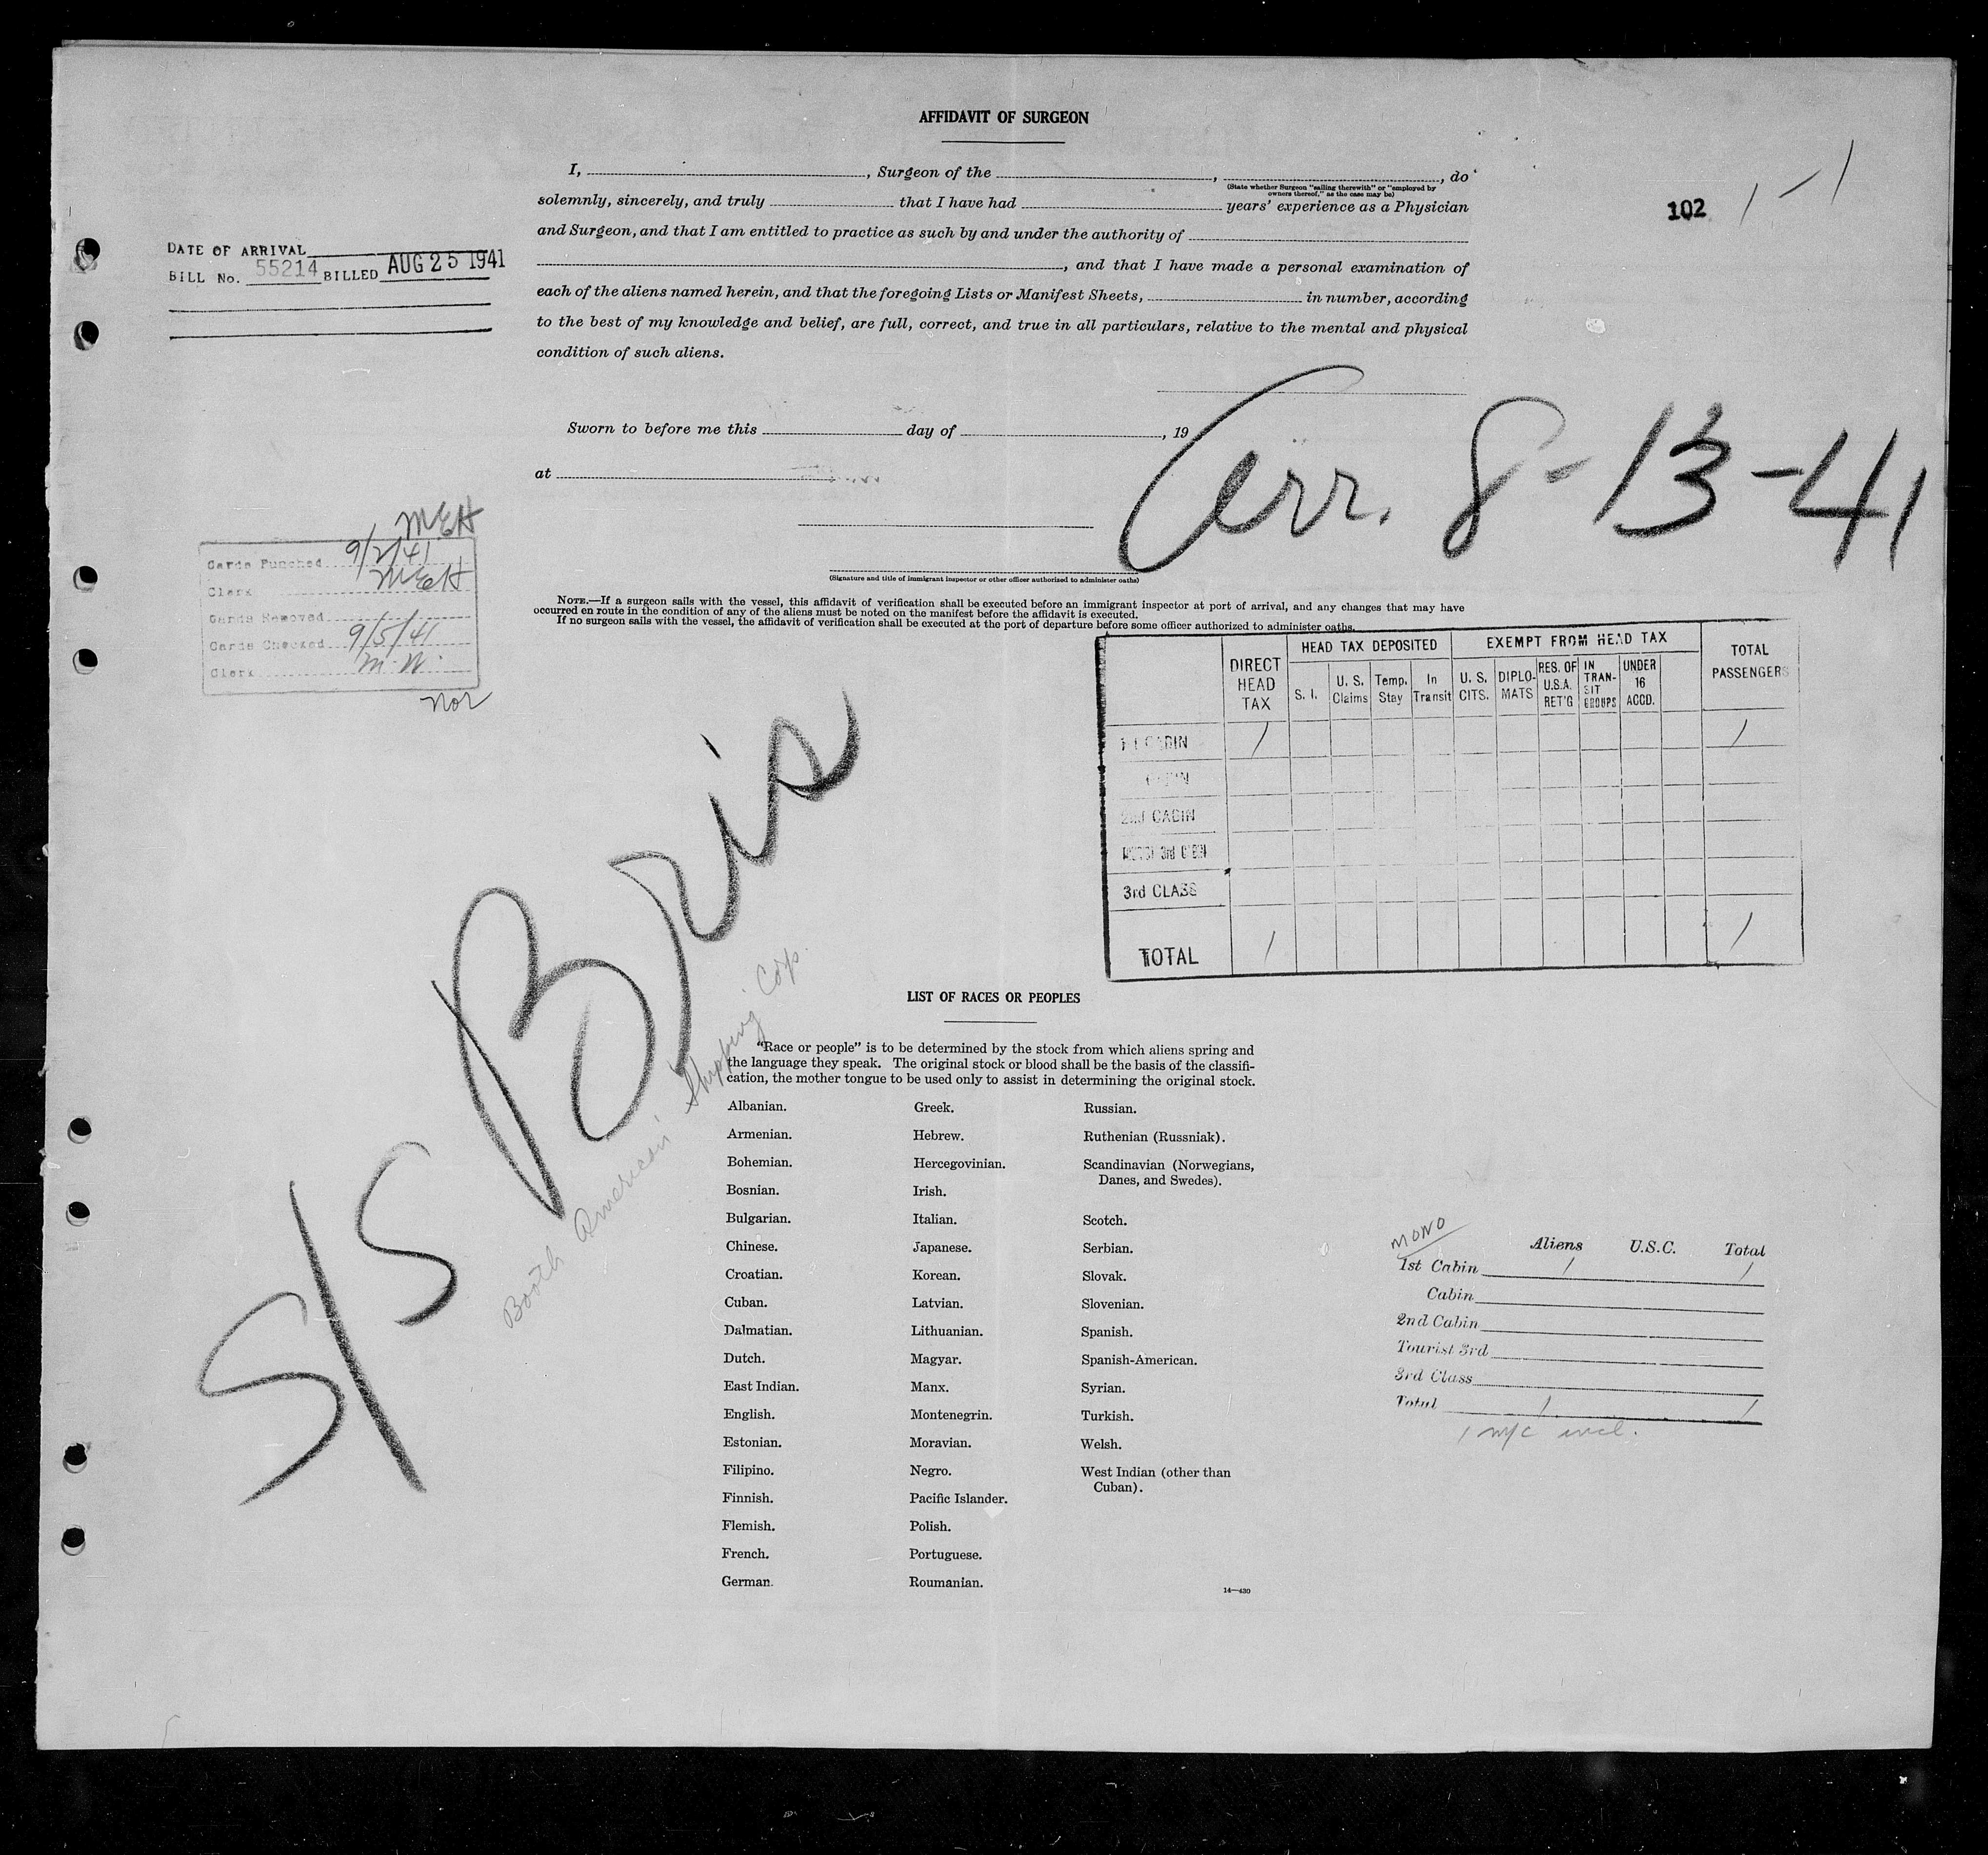 AFFIDAVIT OF SURGEON
I, , Surgeon of the , , do
(State whether Surgeon "sailing therewith" or "employed by
owners thereof," as the case may be)
solemnly, sincerely, and truly that I have had years' experience as a Physician
and Surgeon, and that I am entitled to practice as such by and under the authority of
, and that I have made a personal examination of
each of the aliens named herein, and that the foregoing Lists or Manifest Sheets, in number, according
to the best of my knowledge and belief, are full, correct, and true in all particulars, relative to the mental and physical
condition of such aliens.
102 1 - 1
DATE OF ARRIVAL
BILL No. 55214 BILLED AUG 25 1941
Sworn to before me this day of , 19
at
Arr. 8-13-41
(Signature and title of immigrant inspector or other officer authorized to administer oaths)
MEH
Cards Punched 9/2/41
Clerk MEH
Cards Removed
Cards Checked 9/5/41
Clerk M.N.
Nor
NOTE.—If a surgeon sails with the vessel, this affidavit of verification shall be executed before an immigrant inspector at port of arrival, and any changes that may have
occurred en route in the condition of any of the aliens must be noted on the manifest before the affidavit is executed.
If no surgeon sails with the vessel, the affidavit of verification shall be executed at the port of departure before some officer authorized to administer oaths.
DIRECT HEAD TAX
HEAD TAX DEPOSITED
S. I.
U. S. Claims
Temp. Stay
In Transit
EXEMPT FROM HEAD TAX
U. S. CITS.
DIPLO-MATS
RES. OF U.S.A. RET'G
IN TRAN-SIT GROUPS
UNDER 16 ACCD.
TOTAL PASSENGERS
1st CABIN 1 1
CABIN
2nd CABIN
3rd CABIN
3rd CLASS
TOTAL 1 1
S/S Bris
Booth American Shipping Corp.
LIST OF RACES OR PEOPLES
"Race or people" is to be determined by the stock from which aliens spring and
the language they speak. The original stock or blood shall be the basis of the classifi-
cation, the mother tongue to be used only to assist in determining the original stock.
Albanian.
Armenian.
Bohemian.
Bosnian.
Bulgarian.
Chinese.
Croatian.
Cuban.
Dalmatian.
Dutch.
East Indian.
English.
Estonian.
Filipino.
Finnish.
Flemish.
French.
German.
Greek.
Hebrew.
Hercegovinian.
Irish.
Italian.
Japanese.
Korean.
Latvian.
Lithuanian.
Magyar.
Manx.
Montenegrin.
Moravian.
Negro.
Pacific Islander.
Polish.
Portuguese.
Roumanian.
Russian.
Ruthenian (Russniak).
Scandinavian (Norwegians,
Danes, and Swedes).
Scotch.
Serbian.
Slovak.
Slovenian.
Spanish.
Spanish-American.
Syrian.
Turkish.
Welsh.
West Indian (other than
Cuban).
14—430
MONO
Aliens U.S.C. Total
1st Cabin 1 1
Cabin
2nd Cabin
Tourist 3rd
3rd Class
Total 1 1
1 w/c incl.